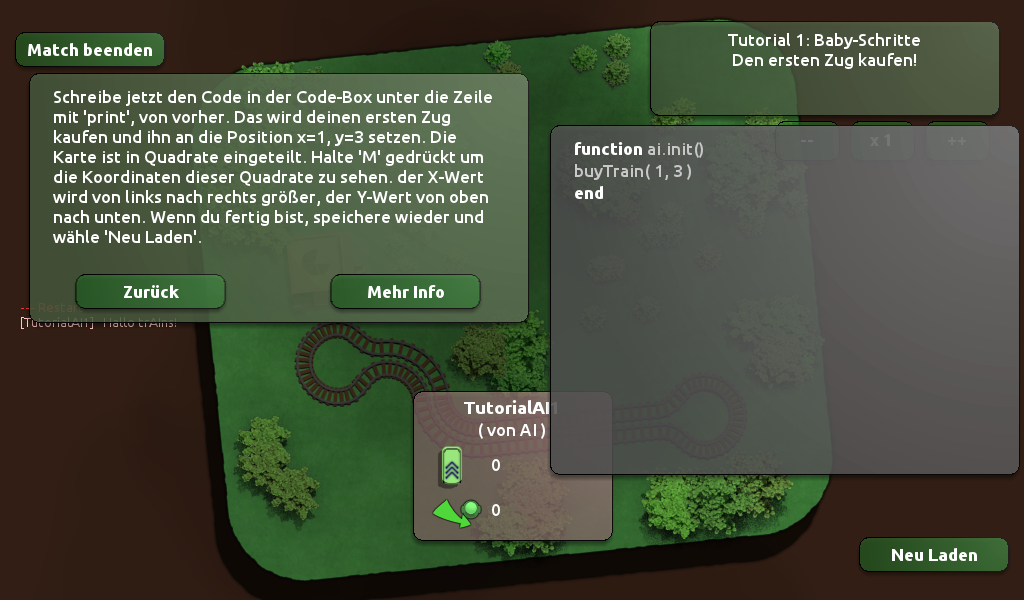 Match beenden
Schreibe jetzt den Code in der Code-Box unter die Zeile
mit 'print', von vorher. Das wird deinen ersten Zug
kaufen und ihn an die Position x=1, y=3 setzen. Die
Karte ist in Quadrate eingeteilt. Halte 'M' gedrückt um
die Koordinaten dieser Quadrate zu sehen. der X-Wert
wird von links nach rechts größer, der Y-Wert von oben
nach unten. Wenn du fertig bist, speichere wieder und
wähle 'Neu Laden'.
Zurück
Mehr Info
Tutorial 1: Baby-Schritte
Den ersten Zug kaufen!
--
x 1
++
function ai.init()
buyTrain( 1, 3 )
end
[TutorialAI1] Hallo trAIns!
TutorialAI1
( von AI )
0
0
Neu Laden